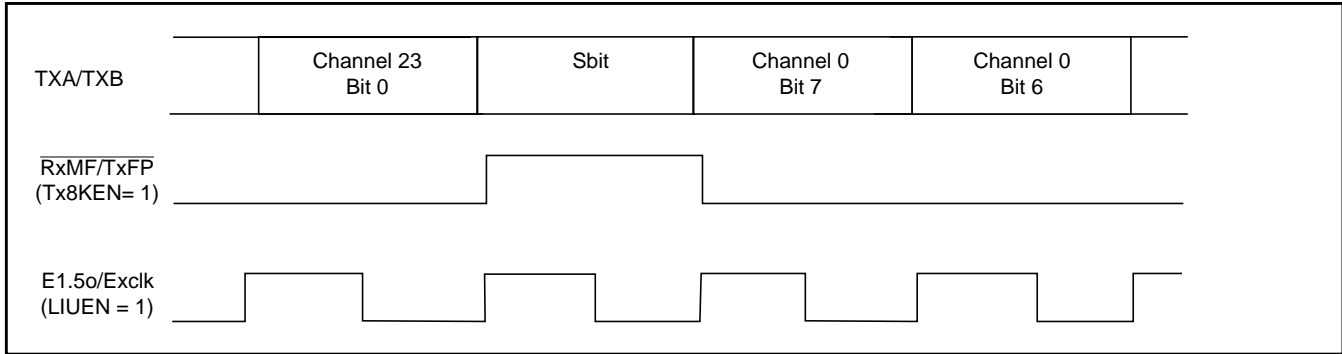 TXA/TXB
Channel 23
Bit 0
Sbit
Channel 0
Bit 7
Channel 0
Bit 6
RxMF/TxFP
(Tx8KEN= 1)
E1.5o/Exclk
(LIUEN = 1)